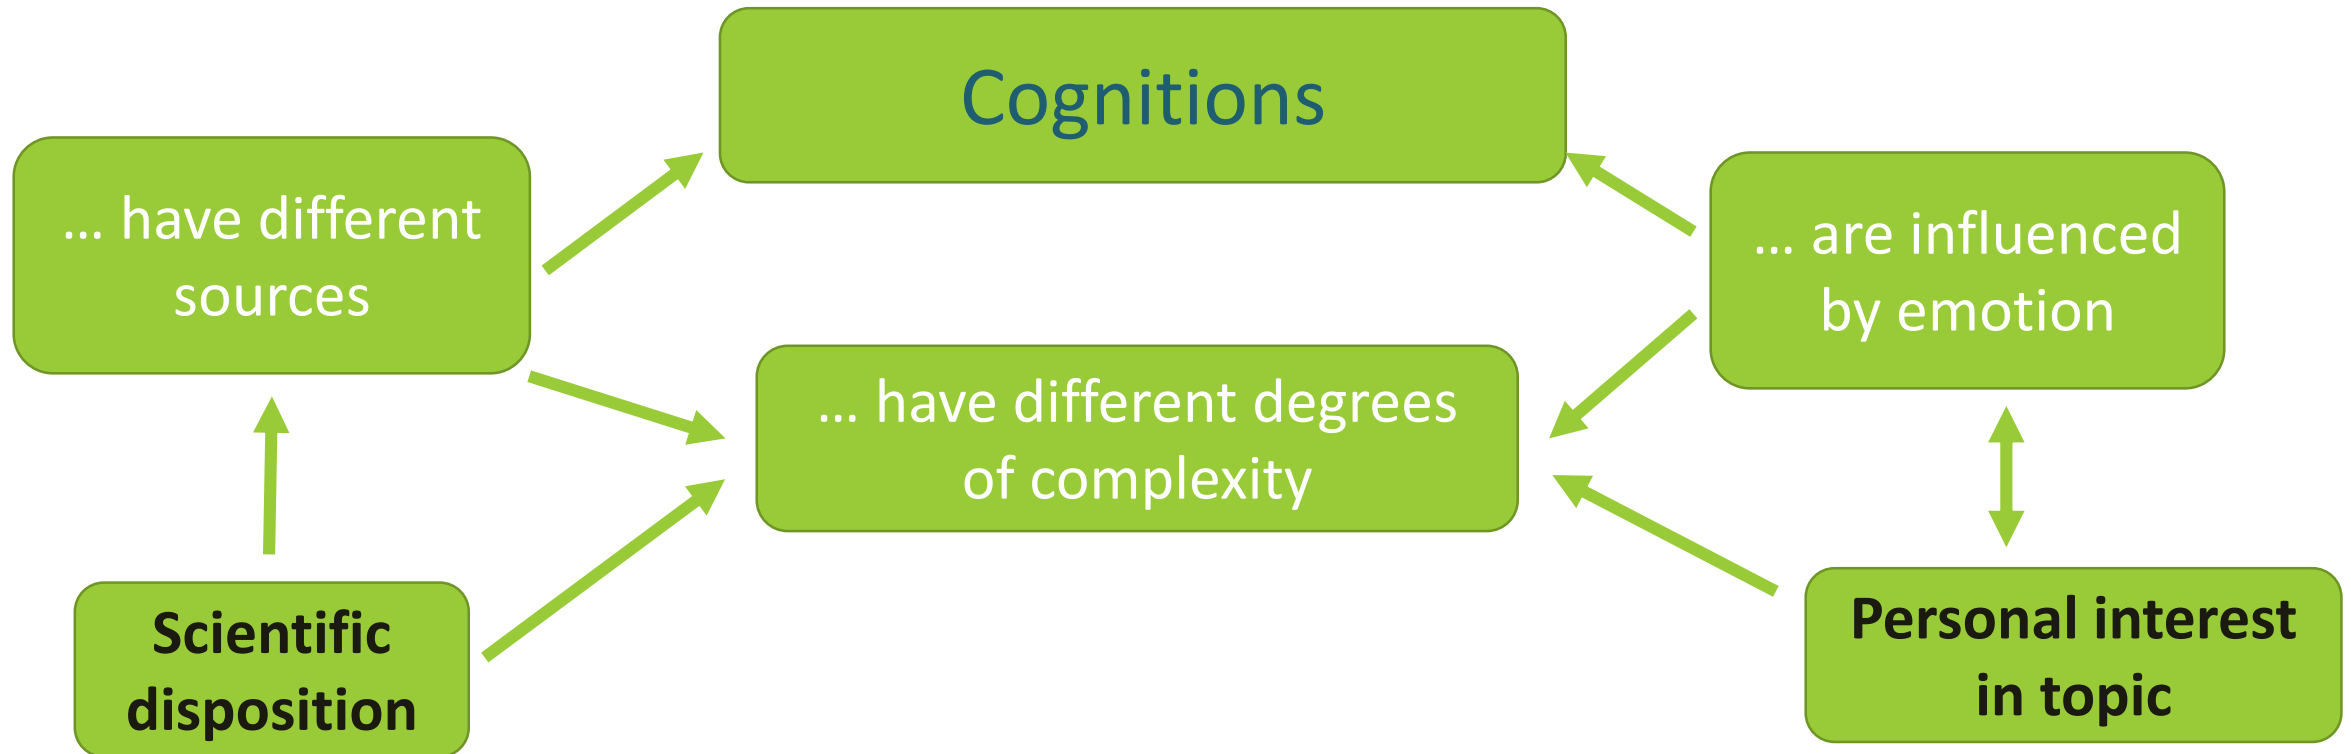 Cognitions
… have different
sources
… are influenced
by emotion
… have different degrees
of complexity
Scientific
disposition
Personal interest
in topic